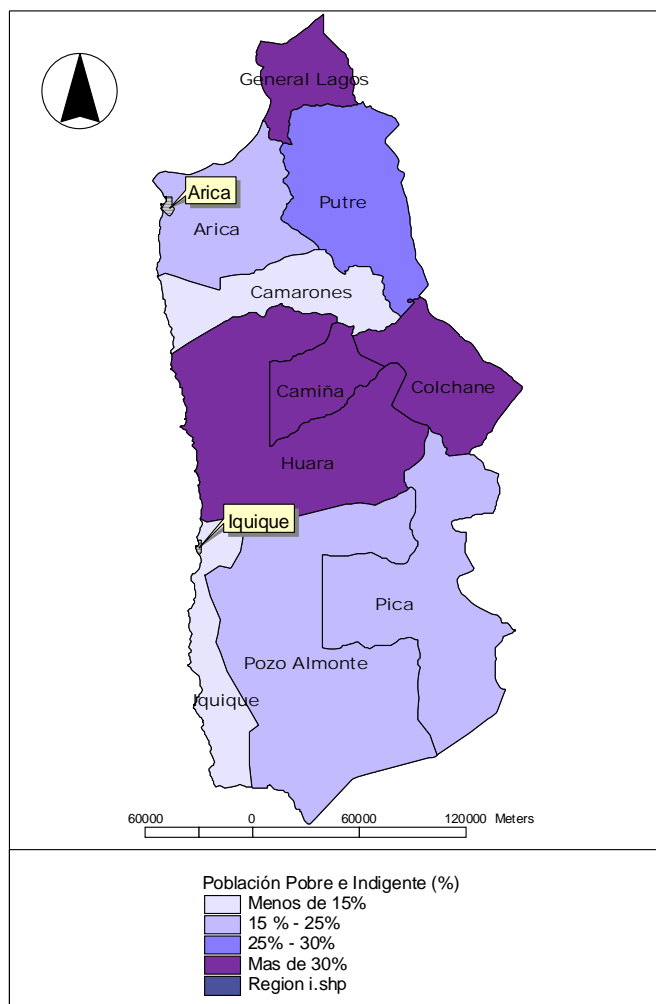 General Lagos
Arica
Putre
Arica
Camarones
Camiña
Colchane
Huara
Iquique
Pica
Pozo Almonte
Iquique
60000 0 60000 120000 Meters
Población Pobre e Indigente (%)
Menos de 15%
15 % - 25%
25% - 30%
Mas de 30%
Region i.shp